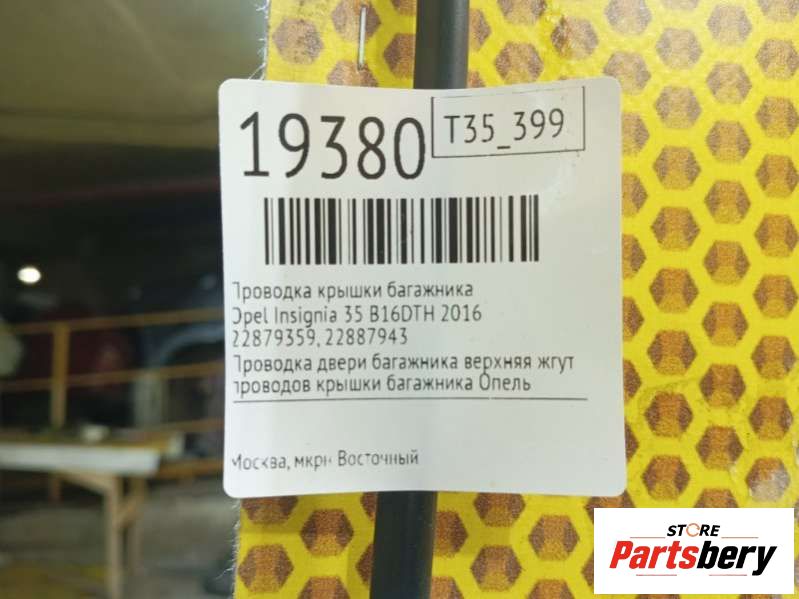 19380
T35_399
Проводка крышки багажника
Opel Insignia 35 B16DTH 2016
22879359, 22887943
Проводка двери багажника верхняя жгут
проводов крышки багажника Опель
Москва, мкрн Восточный
STORE
Partsbery